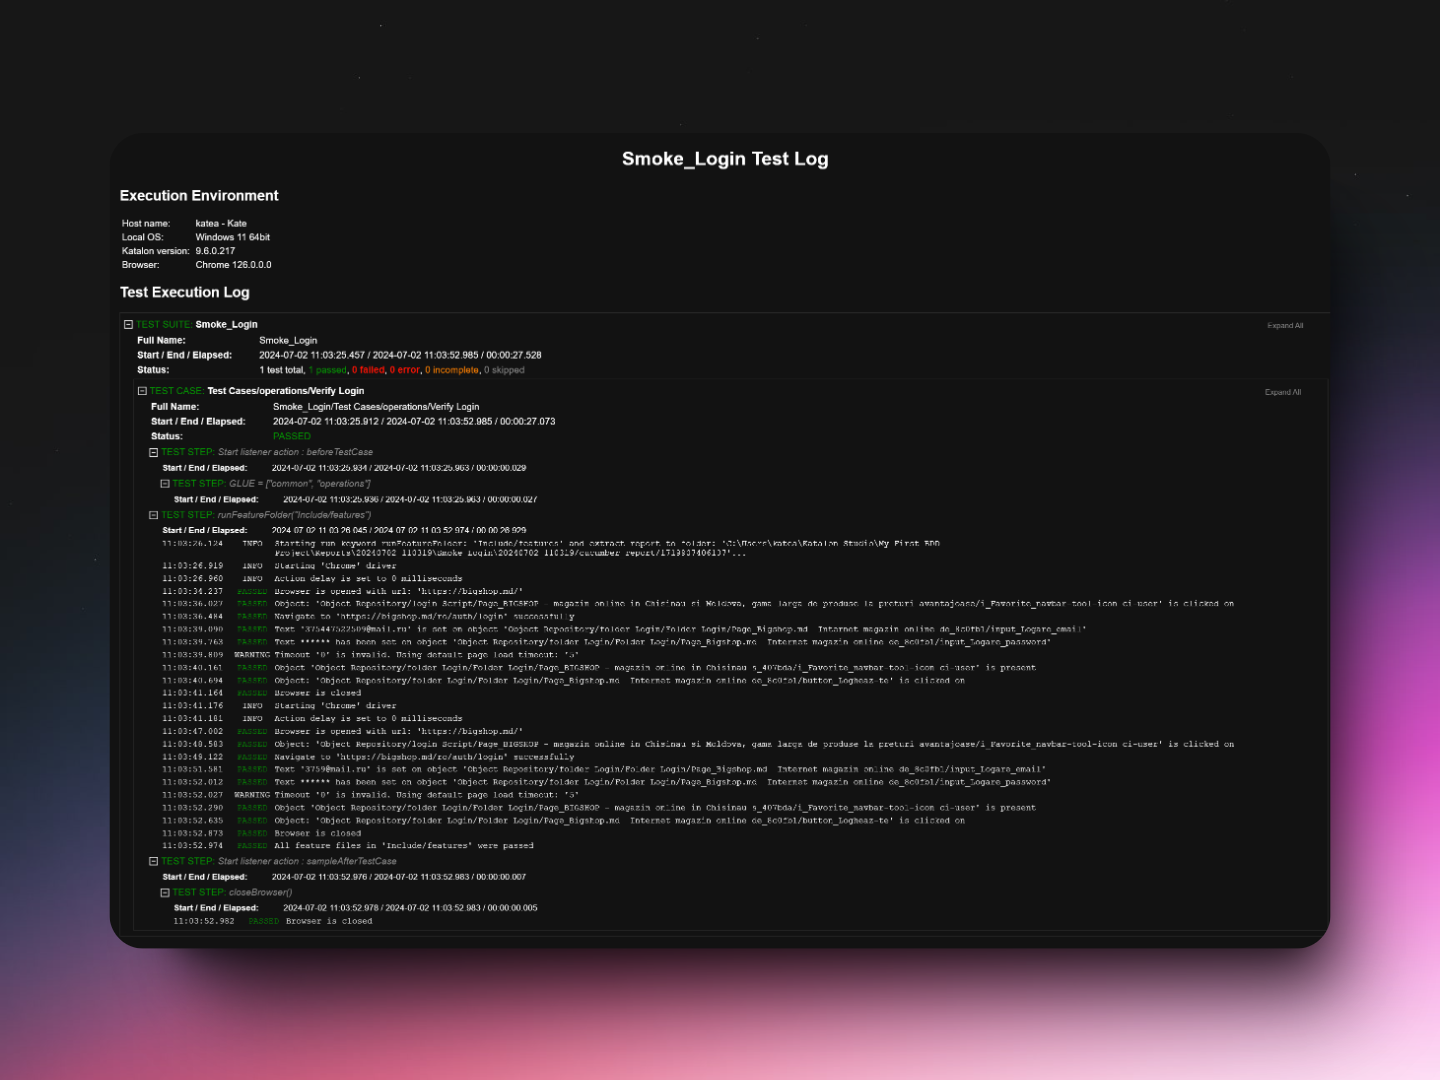 Smoke_Login Test Log
Execution Environment
Host name: katea - Kate
Local OS: Windows 11 64bit
Katalon version: 9.6.0.217
Browser: Chrome 126.0.0.0
Test Execution Log
TEST SUITE: Smoke_Login Expand All
Full Name: Smoke_Login
Start / End / Elapsed: 2024-07-02 11:03:25.457 / 2024-07-02 11:03:52.985 / 00:00:27.528
Status: 1 test total, 1 passed, 0 failed, 0 error, 0 incomplete, 0 skipped
TEST CASE: Test Cases/operations/Verify Login Expand All
Full Name: Smoke_Login/Test Cases/operations/Verify Login
Start / End / Elapsed: 2024-07-02 11:03:25.912 / 2024-07-02 11:03:52.985 / 00:00:27.073
Status: PASSED
TEST STEP: Start listener action : beforeTestCase
Start / End / Elapsed: 2024-07-02 11:03:25.934 / 2024-07-02 11:03:25.963 / 00:00:00.029
TEST STEP: GLUE = ["common", "operations"]
Start / End / Elapsed: 2024-07-02 11:03:25.936 / 2024-07-02 11:03:25.963 / 00:00:00.027
TEST STEP: runFeatureFolder("Include/features")
Start / End / Elapsed: 2024-07-02 11:03:26.045 / 2024-07-02 11:03:52.974 / 00:00:26.929
11:03:26.124 INFO Starting run keyword runFeatureFolder: 'Include/features' and extract report to folder: 'C:\Users\katea\Katalon Studio\My First BDD
Project\Reports\20240702_110319\Smoke_Login\20240702_110319/cucumber_report/1719907406107'...
11:03:26.919 INFO Starting 'Chrome' driver
11:03:26.960 INFO Action delay is set to 0 milliseconds
11:03:34.237 PASSED Browser is opened with url: 'https://bigshop.md/'
11:03:36.027 PASSED Object: 'Object Repository/login Script/Page_BIGSHOP - magazin online in Chisinau si Moldova, gama larga de produse la preturi avantajoase/i_Favorite_navbar-tool-icon ci-user' is clicked on
11:03:36.484 PASSED Navigate to 'https://bigshop.md/ro/auth/login' successfully
11:03:39.090 PASSED Text is set on object 'Object Repository/folder Login/Folder Login/Page_Bigshop.md Internet magazin online de_8c0fb1/input_Logare_email'
11:03:39.763 PASSED Text ****** has been set on object 'Object Repository/folder Login/Folder Login/Page_Bigshop.md Internet magazin online de_8c0fb1/input_Logare_password'
11:03:39.809 WARNING Timeout '0' is invalid. Using default page load timeout:
11:03:40.161 PASSED Object 'Object Repository/folder Login/Folder Login/Page_BIGSHOP - magazin online in Chisinau s_407bda/i_Favorite_navbar-tool-icon ci-user' is present
11:03:40.694 PASSED Object: 'Object Repository/folder Login/Folder Login/Page_Bigshop.md Internet magazin online de_8c0fb1/button_Logheaz-te' is clicked on
11:03:41.164 PASSED Browser is closed
11:03:41.176 INFO Starting 'Chrome' driver
11:03:41.181 INFO Action delay is set to 0 milliseconds
11:03:47.002 PASSED Browser is opened with url: 'https://bigshop.md/'
11:03:48.583 PASSED Object: 'Object Repository/login Script/Page_BIGSHOP - magazin online in Chisinau si Moldova, gama larga de produse la preturi avantajoase/i_Favorite_navbar-tool-icon ci-user' is clicked on
11:03:49.122 PASSED Navigate to 'https://bigshop.md/ro/auth/login' successfully
11:03:51.581 PASSED Text '3759@mail.ru' is set on object 'Object Repository/folder Login/Folder Login/Page_Bigshop.md Internet magazin online de_8c0fb1/input_Logare_email'
11:03:52.012 PASSED Text ****** has been set on object 'Object Repository/folder Login/Folder Login/Page_Bigshop.md Internet magazin online de_8c0fb1/input_Logare_password'
11:03:52.027 WARNING Timeout '0' is invalid. Using default page load timeout:
11:03:52.290 PASSED Object 'Object Repository/folder Login/Folder Login/Page_BIGSHOP - magazin online in Chisinau s_407bda/i_Favorite_navbar-tool-icon ci-user' is present
11:03:52.635 PASSED Object: 'Object Repository/folder Login/Folder Login/Page_Bigshop.md Internet magazin online de_8c0fb1/button_Logheaz-te' is clicked on
11:03:52.873 PASSED Browser is closed
11:03:52.974 PASSED All feature files in 'Include/features' were passed
TEST STEP: Start listener action : sampleAfterTestCase
Start / End / Elapsed: 2024-07-02 11:03:52.976 / 2024-07-02 11:03:52.983 / 00:00:00.007
TEST STEP: closeBrowser()
Start / End / Elapsed: 2024-07-02 11:03:52.978 / 2024-07-02 11:03:52.983 / 00:00:00.005
11:03:52.982 PASSED Browser is closed